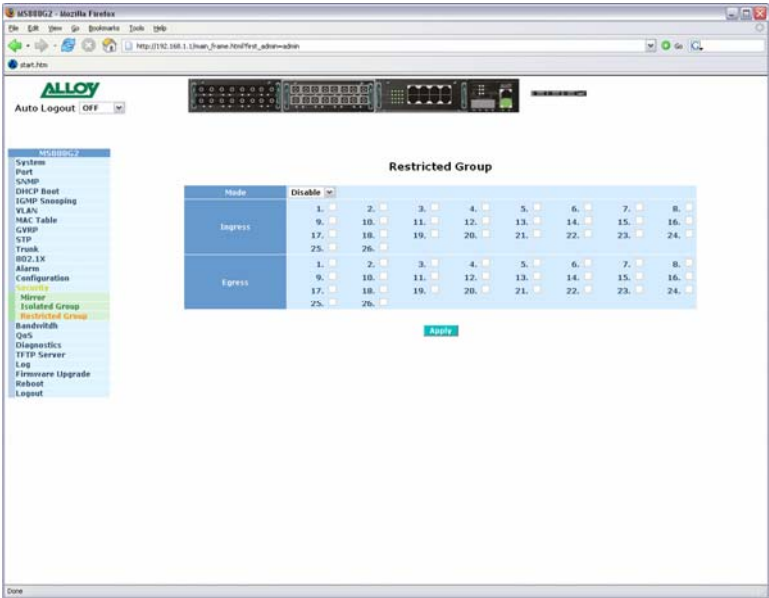 MS880G2 - Mozilla Firefox
File Edit View Go Bookmarks Tools Help
http://192.168.1.1/main_frame.html?first_admin=admin
Go
start.htm
ALLOY
Auto Logout OFF
MS880G2
System
Port
SNMP
DHCP Boot
IGMP Snooping
VLAN
MAC Table
GVRP
STP
Trunk
802.1X
Alarm
Configuration
Security
Mirror
Isolated Group
Restricted Group
Bandwitdh
QoS
Diagnostics
TFTP Server
Log
Firmware Upgrade
Reboot
Logout
Restricted Group
Mode Disable
Ingress
1. 2. 3. 4. 5. 6. 7. 8.
9. 10. 11. 12. 13. 14. 15. 16.
17. 18. 19. 20. 21. 22. 23. 24.
25. 26.
Egress
1. 2. 3. 4. 5. 6. 7. 8.
9. 10. 11. 12. 13. 14. 15. 16.
17. 18. 19. 20. 21. 22. 23. 24.
25. 26.
Apply
Done